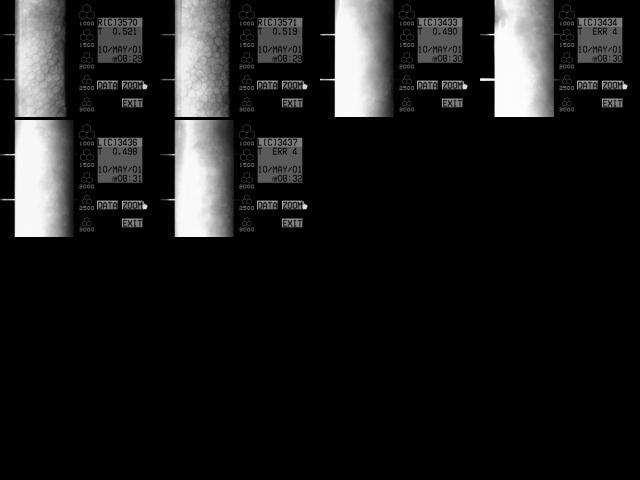 1000 R[C]3570
T 0.521
1500
10/MAY/01
2000 08:29
2500 DATA ZOOM
3000 EXIT
1000 R[C]3571
T 0.519
1500
10/MAY/01
2000 08:29
2500 DATA ZOOM
3000 EXIT
1000 L[C]3433
T 0.490
1500
10/MAY/01
2000 08:30
2500 DATA ZOOM
3000 EXIT
1000 L[C]3434
T ERR 4
1500
10/MAY/01
2000 08:30
2500 DATA ZOOM
3000 EXIT
1000 L[C]3436
T 0.498
1500
10/MAY/01
2000 08:31
2500 DATA ZOOM
3000 EXIT
1000 L[C]3437
T ERR 4
1500
10/MAY/01
2000 08:32
2500 DATA ZOOM
3000 EXIT